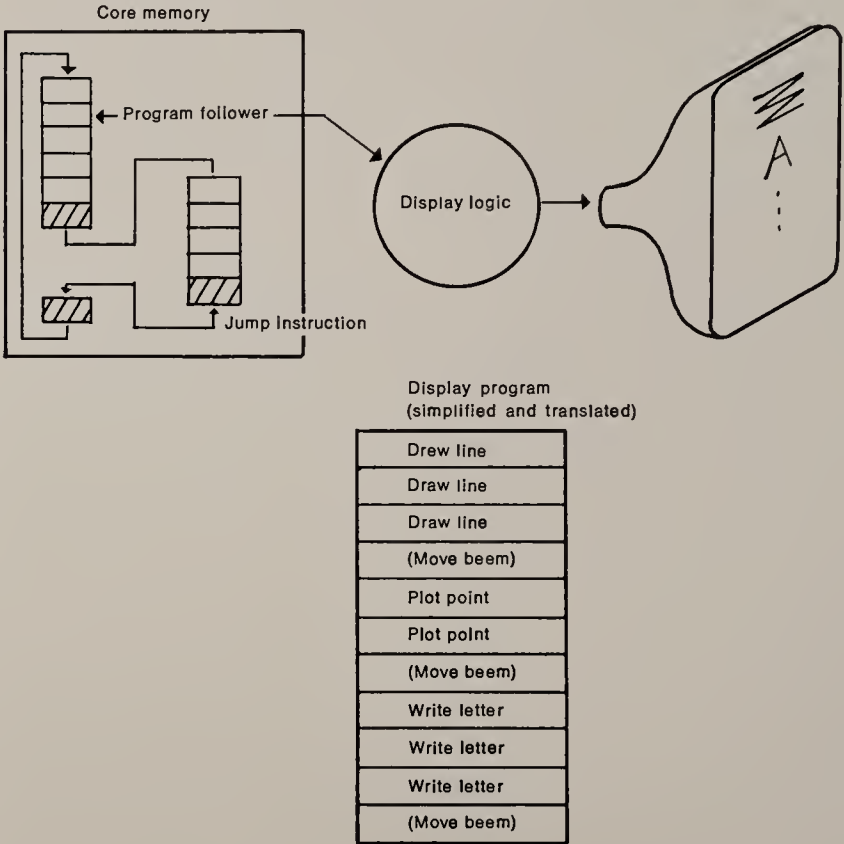 Core memory
Program follower
Display logic
A
Jump Instruction
Display program
(simplified and translated)
Drew line
Draw line
Draw line
(Move beem)
Plot point
Plot point
(Move beem)
Write letter
Write letter
Write letter
(Move beem)